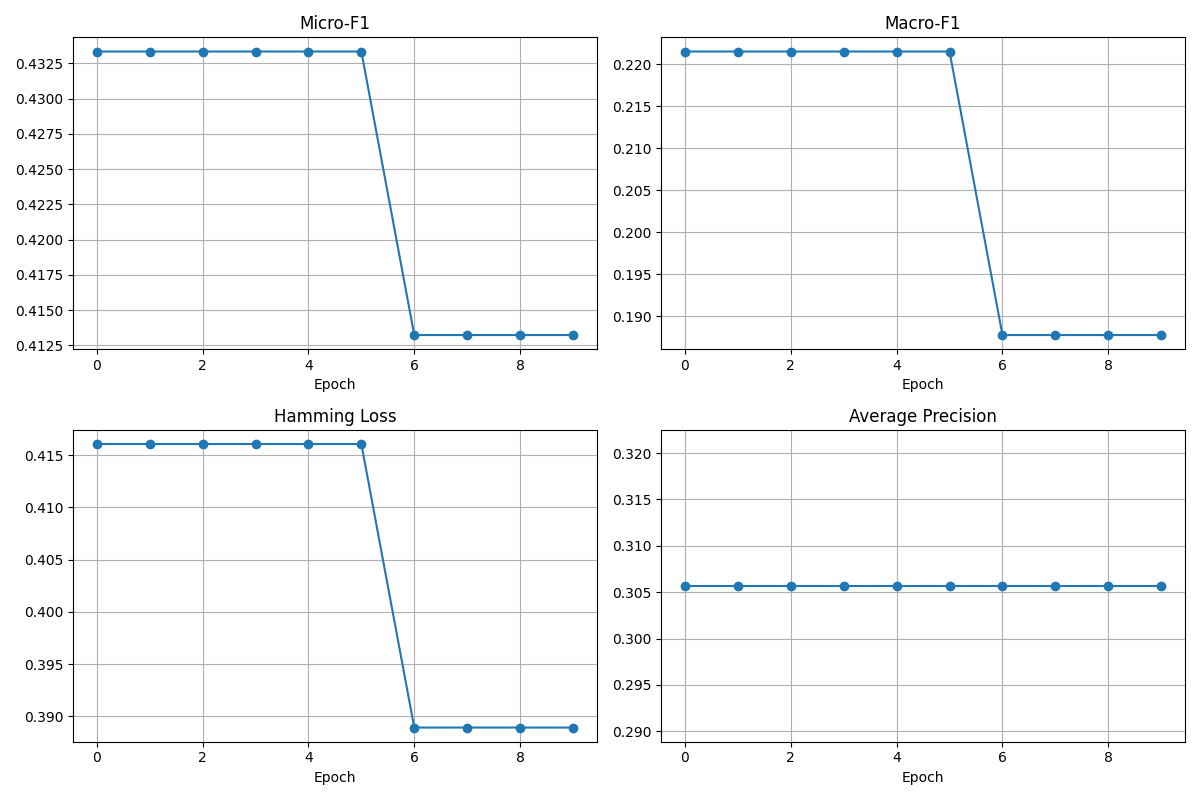 Micro-F1
0.4325
0.4300
0.4275
0.4250
0.4225
0.4200
0.4175
0.4150
0.4125
0 2 4 6 8
Epoch
Macro-F1
0.220
0.215
0.210
0.205
0.200
0.195
0.190
0 2 4 6 8
Epoch
Hamming Loss
0.415
0.410
0.405
0.400
0.395
0.390
0 2 4 6 8
Epoch
Average Precision
0.320
0.315
0.310
0.305
0.300
0.295
0.290
0 2 4 6 8
Epoch